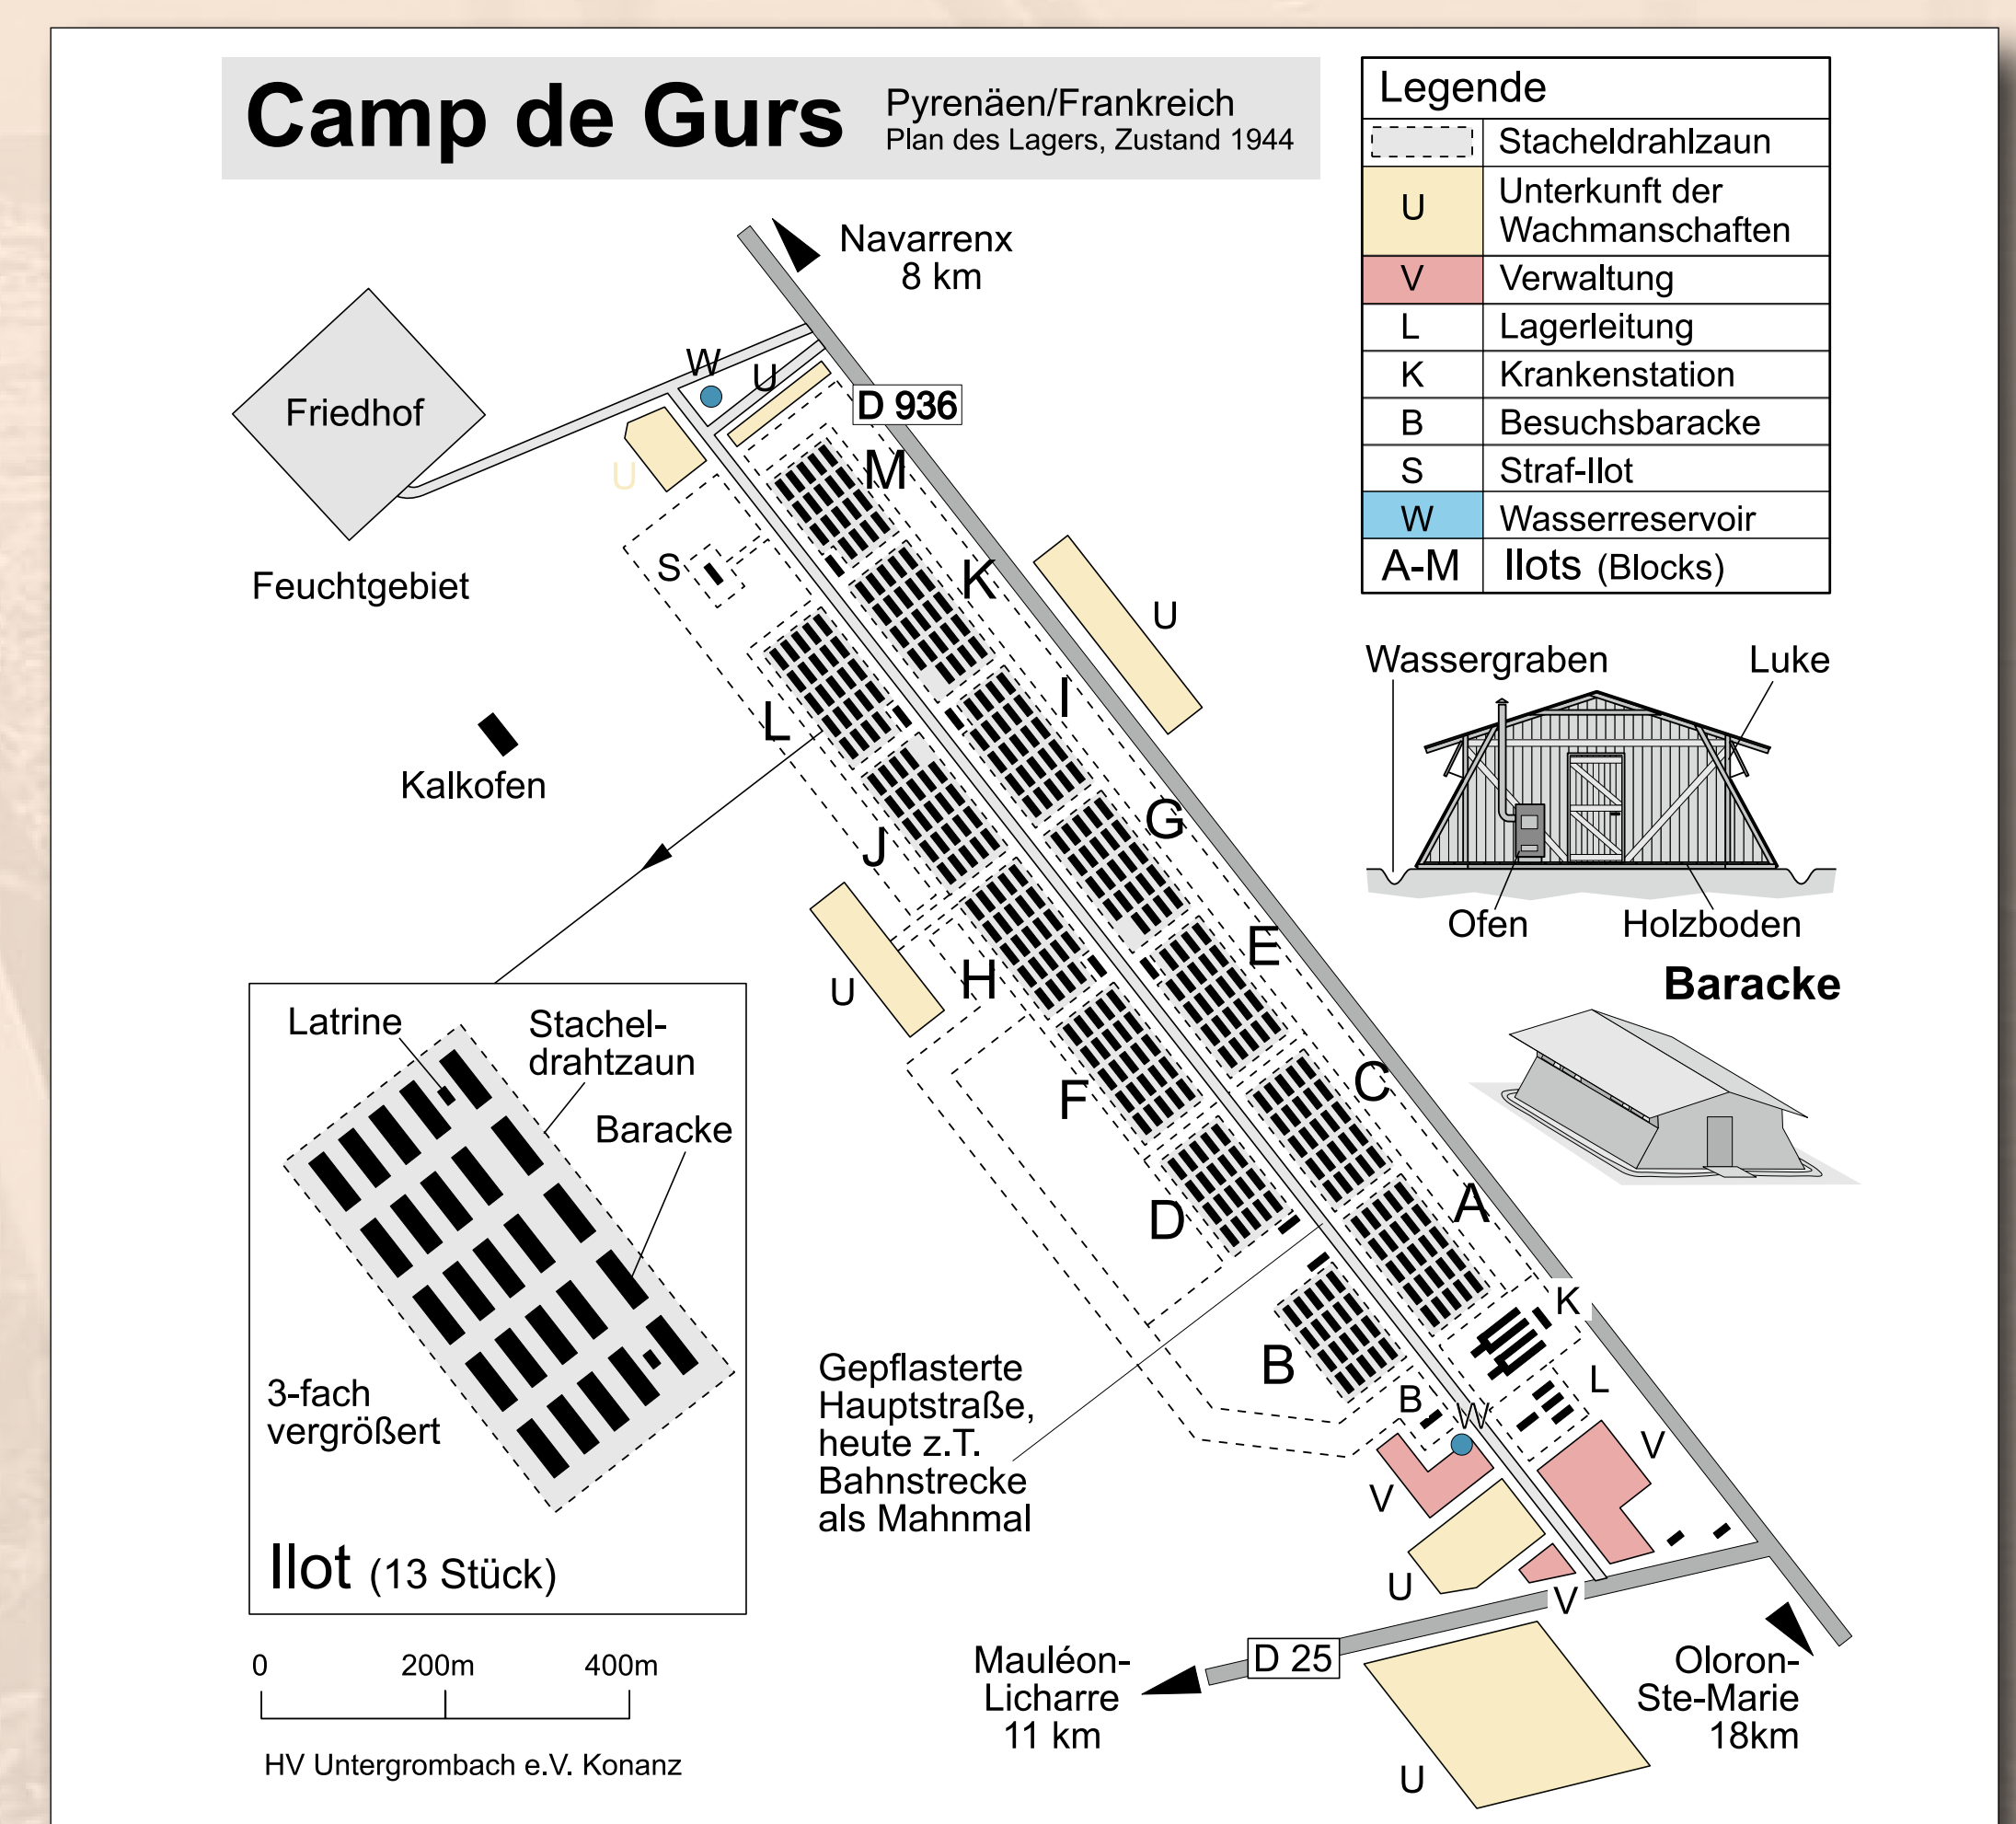 Camp de Gurs
Pyrenäen/Frankreich
Plan des Lagers, Zustand 1944
Legende
Stacheldrahlzaun
U Unterkunft der
Wachmanschaften
V Verwaltung
L Lagerleitung
K Krankenstation
B Besuchsbaracke
S Straf-Ilot
W Wasserreservoir
A-M Ilots (Blocks)
Navarrenx
8 km
Friedhof
W
U
D 936
U
M
S
K
U
Feuchtgebiet
I
L
Kalkofen
G
J
E
U
H
F
C
D
A
K
B
B
L
W
V
V
U
V
Wassergraben
Luke
Ofen
Holzboden
Baracke
Latrine
Stachel-
drahtzaun
Baracke
3-fach
vergrößert
Ilot (13 Stück)
Gepflasterte
Hauptstraße,
heute z.T.
Bahnstrecke
als Mahnmal
0 200m 400m
HV Untergrombach e.V. Konanz
Mauléon-
Licharre
11 km
D 25
Oloron-
Ste-Marie
18km
U